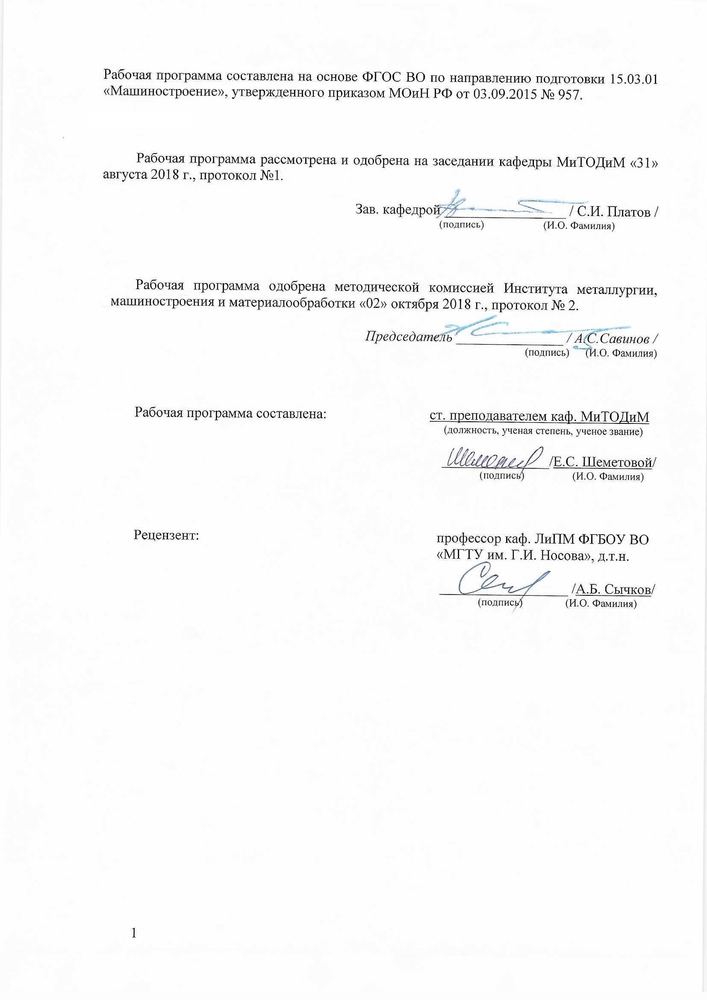 Рабочая программа составлена на основе ФГОС ВО по направлению подготовки 15.03.01
«Машиностроение», утвержденного приказом МОиН РФ от 03.09.2015 № 957.
Рабочая программа рассмотрена и одобрена на заседании кафедры МиТОДиМ «31»
августа 2018 г., протокол №1.
Зав. кафедрой ____________________ / С.И. Платов /
(подпись) (И.О. Фамилия)
Рабочая программа одобрена методической комиссией Института металлургии,
машиностроения и материалообработки «02» октября 2018 г., протокол № 2.
Председатель ________________ / А.С.Савинов /
(подпись) (И.О. Фамилия)
Рабочая программа составлена: ст. преподавателем каф. МиТОДиМ
(должность, ученая степень, ученое звание)
________________/Е.С. Шеметовой/
(подпись) (И.О. Фамилия)
Рецензент: профессор каф. ЛиПМ ФГБОУ ВО
«МГТУ им. Г.И. Носова», д.т.н.
____________________ /А.Б. Сычков/
(подпись) (И.О. Фамилия)
1